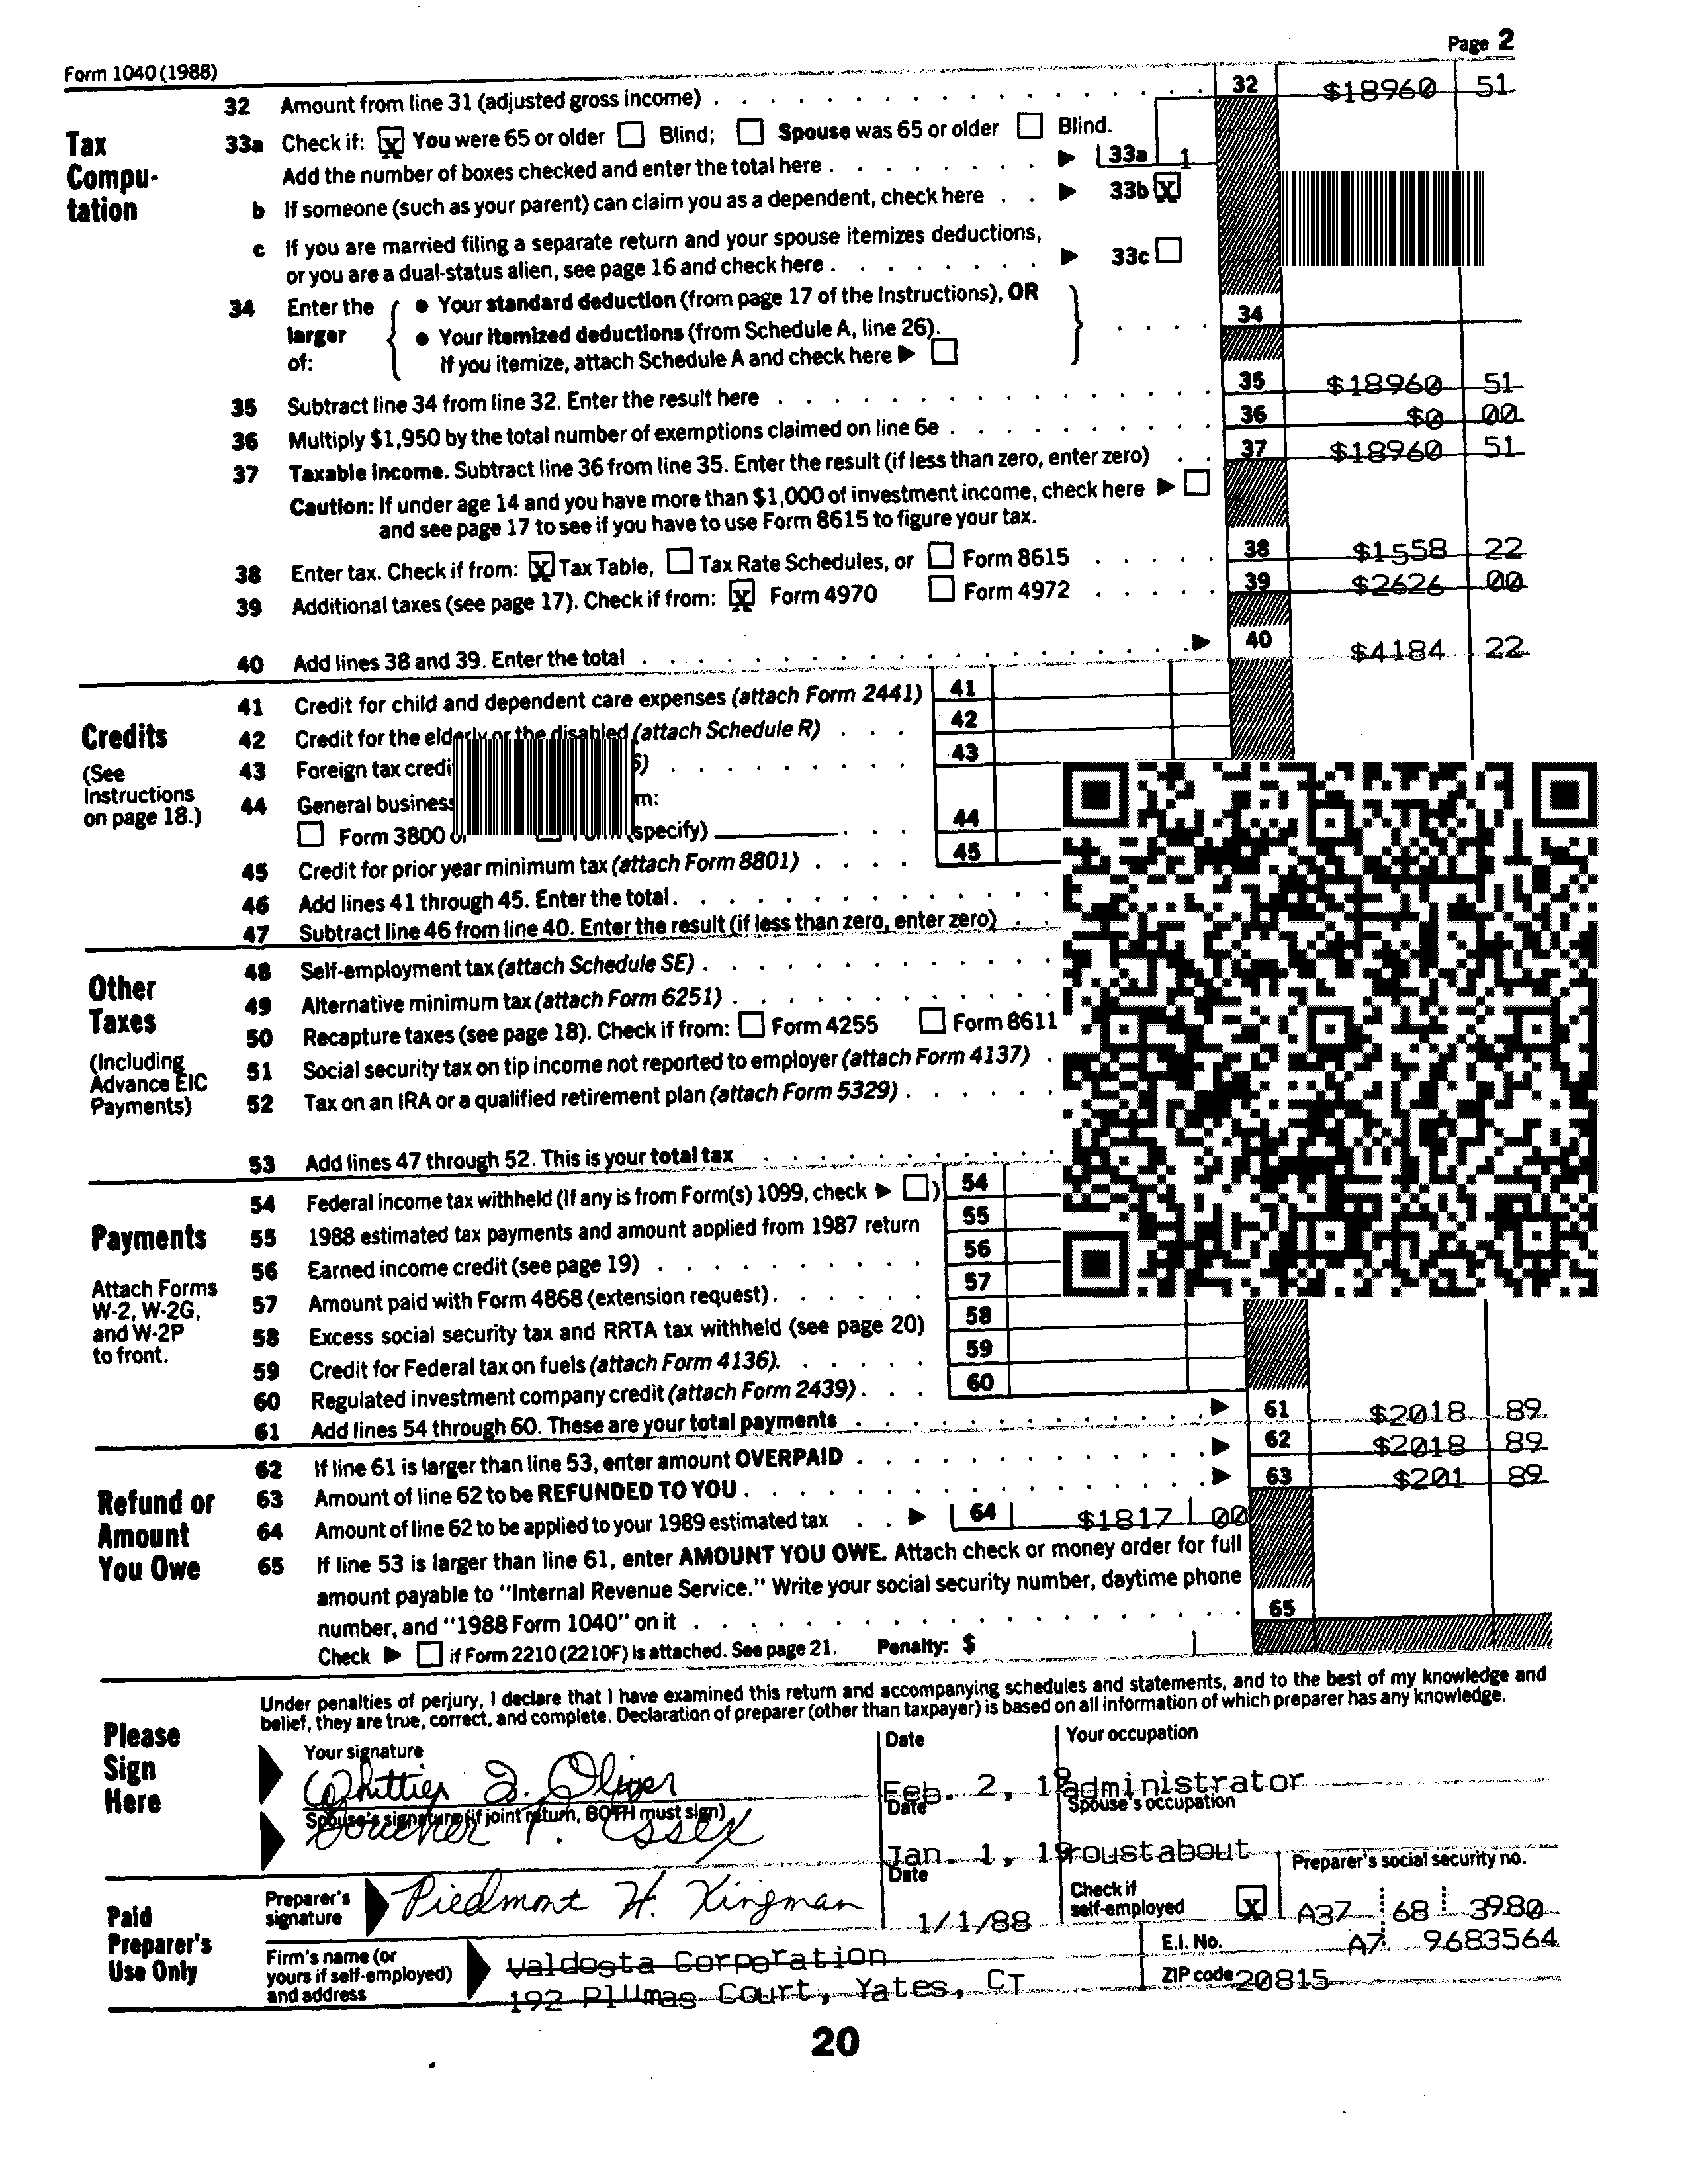 Form 1040 (1988) Page 2
32 Amount from line 31 (adjusted gross income) 32 $18960 51
Tax Computation
33a Check if: X You were 65 or older Blind; Spouse was 65 or older Blind.
Add the number of boxes checked and enter the total here 33a 1
b If someone (such as your parent) can claim you as a dependent, check here 33b X
c If you are married filing a separate return and your spouse itemizes deductions,
or you are a dual-status alien, see page 16 and check here 33c
34 Enter the larger of: { ● Your standard deduction (from page 17 of the Instructions), OR
● Your itemized deductions (from Schedule A, line 26).
If you itemize, attach Schedule A and check here ▶ } 34
35 Subtract line 34 from line 32. Enter the result here 35 $18960 51
36 Multiply $1,950 by the total number of exemptions claimed on line 6e 36 $0 00
37 Taxable income. Subtract line 36 from line 35. Enter the result (if less than zero, enter zero) 37 $18960 51
Caution: If under age 14 and you have more than $1,000 of investment income, check here ▶
and see page 17 to see if you have to use Form 8615 to figure your tax.
38 Enter tax. Check if from: X Tax Table, Tax Rate Schedules, or Form 8615 38 $1558 22
39 Additional taxes (see page 17). Check if from: X Form 4970 Form 4972 39 $2626 00
40 Add lines 38 and 39. Enter the total ▶ 40 $4184 22
Credits
(See Instructions on page 18.)
41 Credit for child and dependent care expenses (attach Form 2441) 41
42 Credit for the elderly or the disabled (attach Schedule R) 42
43 Foreign tax 43
44 General business 44
Form 3800 (specify)
45 Credit for prior year minimum tax (attach Form 8801) 45
46 Add lines 41 through 45. Enter the total
47 Subtract line 46 from line 40. Enter the result (if less than zero, enter zero)
Other Taxes
(Including Advance EIC Payments)
48 Self-employment tax (attach Schedule SE)
49 Alternative minimum tax (attach Form 6251)
50 Recapture taxes (see page 18). Check if from: Form 4255 Form 8611
51 Social security tax on tip income not reported to employer (attach Form 4137)
52 Tax on an IRA or a qualified retirement plan (attach Form 5329)
53 Add lines 47 through 52. This is your total tax
Payments
Attach Forms W-2, W-2G, and W-2P to front.
54 Federal income tax withheld (If any is from Form(s) 1099, check ▶ ) 54
55 1988 estimated tax payments and amount applied from 1987 return 55
56 Earned income credit (see page 19) 56
57 Amount paid with Form 4868 (extension request) 57
58 Excess social security tax and RRTA tax withheld (see page 20) 58
59 Credit for Federal tax on fuels (attach Form 4136) 59
60 Regulated investment company credit (attach Form 2439) 60
61 Add lines 54 through 60. These are your total payments ▶ 61 $2018 89
Refund or Amount You Owe
62 If line 61 is larger than line 53, enter amount OVERPAID ▶ 62 $2018 89
63 Amount of line 62 to be REFUNDED TO YOU ▶ 63 $201 89
64 Amount of line 62 to be applied to your 1989 estimated tax ▶ 64 $1817 00
65 If line 53 is larger than line 61, enter AMOUNT YOU OWE. Attach check or money order for full
amount payable to "Internal Revenue Service." Write your social security number, daytime phone
number, and "1988 Form 1040" on it 65
Check ▶ if Form 2210 (2210F) is attached. See page 21. Penalty: $
Under penalties of perjury, I declare that I have examined this return and accompanying schedules and statements, and to the best of my knowledge and
belief, they are true, correct, and complete. Declaration of preparer (other than taxpayer) is based on all information of which preparer has any knowledge.
Please Sign Here
Your signature Date Your occupation
Whittier J. Oliver Feb. 2, 19 administrator
Spouse's signature (if joint return, BOTH must sign) Date Spouse's occupation
Boucher P. Essex Jan. 1, 19 roustabout
Paid Preparer's Use Only
Preparer's signature Date Check if self-employed X Preparer's social security no.
Piedmont H. Kingman 1/1/88 A37 68 3980
Firm's name (or yours if self-employed) and address
Valdosta Corporation E.I. No. A7 9683564
192 Plumas Court, Yates, CT ZIP code 20815
20